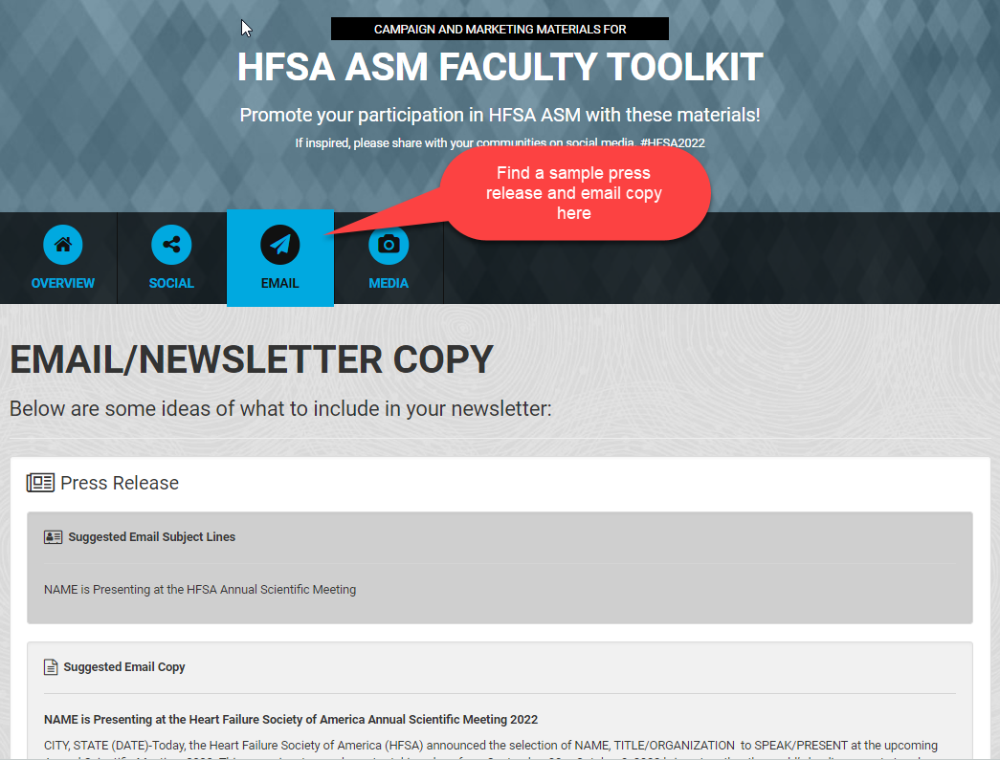 CAMPAIGN AND MARKETING MATERIALS FOR
HFSA ASM FACULTY TOOLKIT
Promote your participation in HFSA ASM with these materials!
If inspired, please share with your communities on social media. #HFSA2022
Find a sample press
release and email copy
here
OVERVIEW
SOCIAL
EMAIL
MEDIA
EMAIL/NEWSLETTER COPY
Below are some ideas of what to include in your newsletter:
Press Release
Suggested Email Subject Lines
NAME is Presenting at the HFSA Annual Scientific Meeting
Suggested Email Copy
NAME is Presenting at the Heart Failure Society of America Annual Scientific Meeting 2022
CITY, STATE (DATE)-Today, the Heart Failure Society of America (HFSA) announced the selection of NAME, TITLE/ORGANIZATION to SPEAK/PRESENT at the upcoming